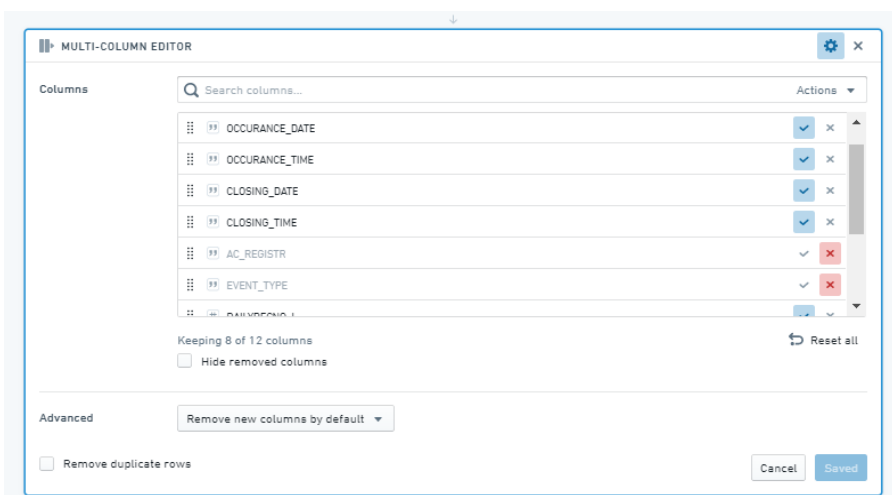 MULTI-COLUMN EDITOR
Columns
Search columns...
Actions
OCCURANCE_DATE
OCCURANCE_TIME
CLOSING_DATE
CLOSING_TIME
AC_REGISTR
EVENT_TYPE
Keeping 8 of 12 columns
Reset all
Hide removed columns
Advanced
Remove new columns by default
Remove duplicate rows
Cancel
Saved